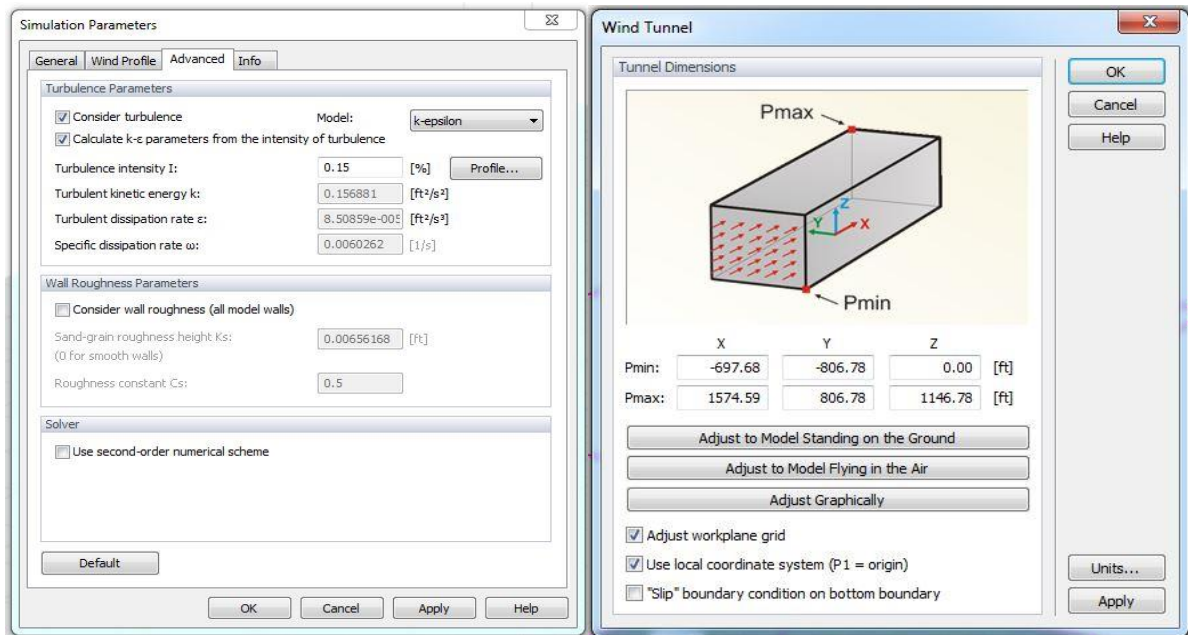 Simulation Parameters
General Wind Profile Advanced Info
Turbulence Parameters
Consider turbulence Model: k-epsilon
Calculate k-ε parameters from the intensity of turbulence
Turbulence intensity I: 0.15 [%] Profile...
Turbulent kinetic energy k: 0.156881 [ft²/s²]
Turbulent dissipation rate ε: 8.50859e-005 [ft²/s³]
Specific dissipation rate ω: 0.0060262 [1/s]
Wall Roughness Parameters
Consider wall roughness (all model walls)
Sand-grain roughness height Ks: 0.00656168 [ft]
(0 for smooth walls)
Roughness constant Cs: 0.5
Solver
Use second-order numerical scheme
Default
OK Cancel Apply Help
Wind Tunnel
Tunnel Dimensions
OK
Cancel
Help
Pmax
Z
Y
X
Pmin
X Y Z
Pmin: -697.68 -806.78 0.00 [ft]
Pmax: 1574.59 806.78 1146.78 [ft]
Adjust to Model Standing on the Ground
Adjust to Model Flying in the Air
Adjust Graphically
Adjust workplane grid
Use local coordinate system (P1 = origin)
"Slip" boundary condition on bottom boundary
Units...
Apply